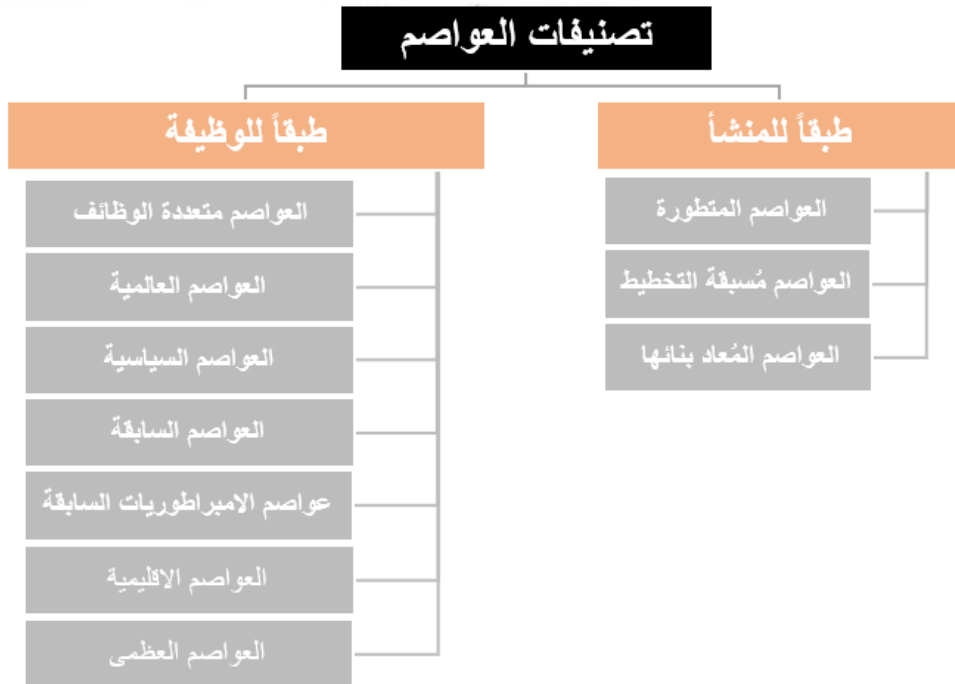 تصنيفات العواصم
طبقاً للمنشأ
العواصم المتطورة
العواصم مُسبقة التخطيط
العواصم المُعاد بنائها
طبقاً للوظيفة
العواصم متعددة الوظائف
العواصم العالمية
العواصم السياسية
العواصم السابقة
عواصم الامبراطوريات السابقة
العواصم الاقليمية
العواصم العظمى